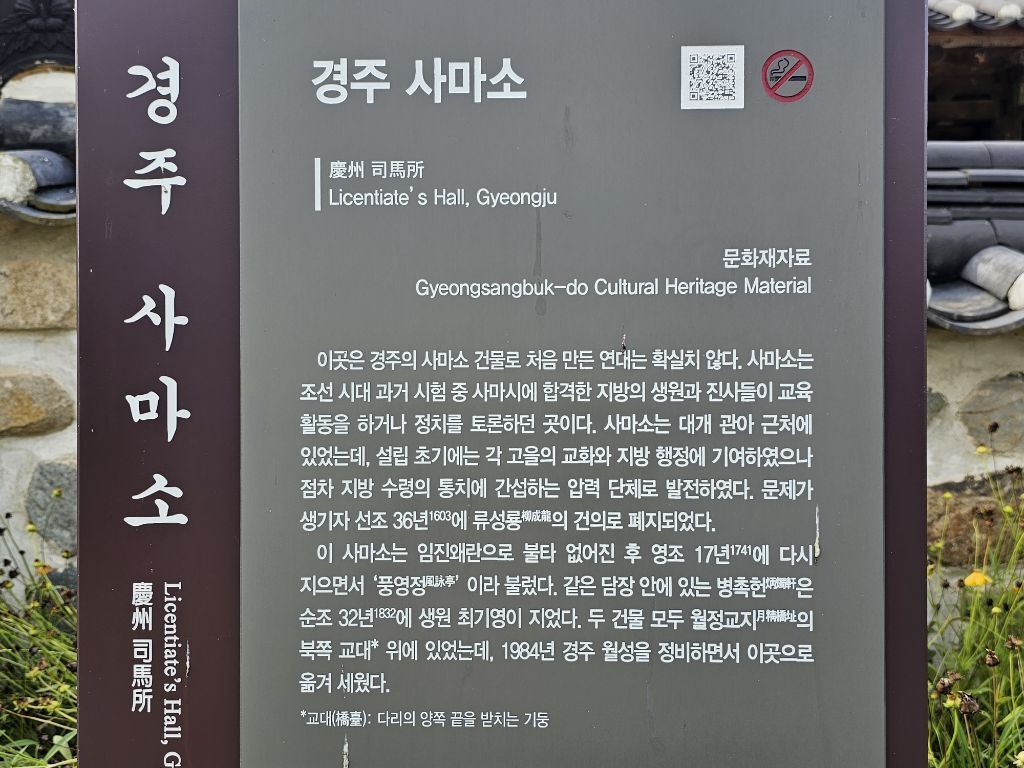 경주 사마소
慶州 司馬所
Licentiate's Hall, G
경주 사마소
慶州 司馬所
Licentiate's Hall, Gyeongju
문화재자료
Gyeongsangbuk-do Cultural Heritage Material
이곳은 경주의 사마소 건물로 처음 만든 연대는 확실치 않다. 사마소는
조선 시대 과거 시험 중 사마시에 합격한 지방의 생원과 진사들이 교육
활동을 하거나 정치를 토론하던 곳이다. 사마소는 대개 관아 근처에
있었는데, 설립 초기에는 각 고을의 교화와 지방 행정에 기여하였으나
점차 지방 수령의 통치에 간섭하는 압력 단체로 발전하였다. 문제가
생기자 선조 36년1603에 류성룡柳成龍의 건의로 폐지되었다.
이 사마소는 임진왜란으로 불타 없어진 후 영조 17년1741에 다시
지으면서 '풍영정風詠亭' 이라 불렀다. 같은 담장 안에 있는 병촉헌은
순조 32년1832에 생원 최기영이 지었다. 두 건물 모두 월정교지月精橋址의
북쪽 교대* 위에 있었는데, 1984년 경주 월성을 정비하면서 이곳으로
옮겨 세웠다.
*교대(橋臺): 다리의 양쪽 끝을 받치는 기둥